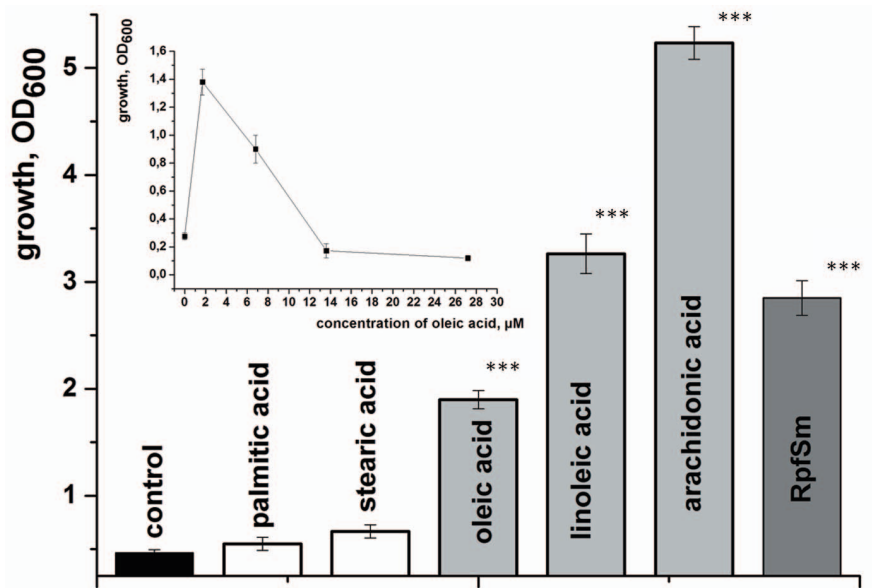 growth, OD600
5
4
3
2
1
growth, OD600
1,6
1,4
1,2
1,0
0,8
0,6
0,4
0,2
0,0
0 2 4 6 8 10 12 14 16 18 20 22 24 26 28 30
concentration of oleic acid, µM
control
palmitic acid
stearic acid
***
oleic acid
***
linoleic acid
***
arachidonic acid
***
RpfSm